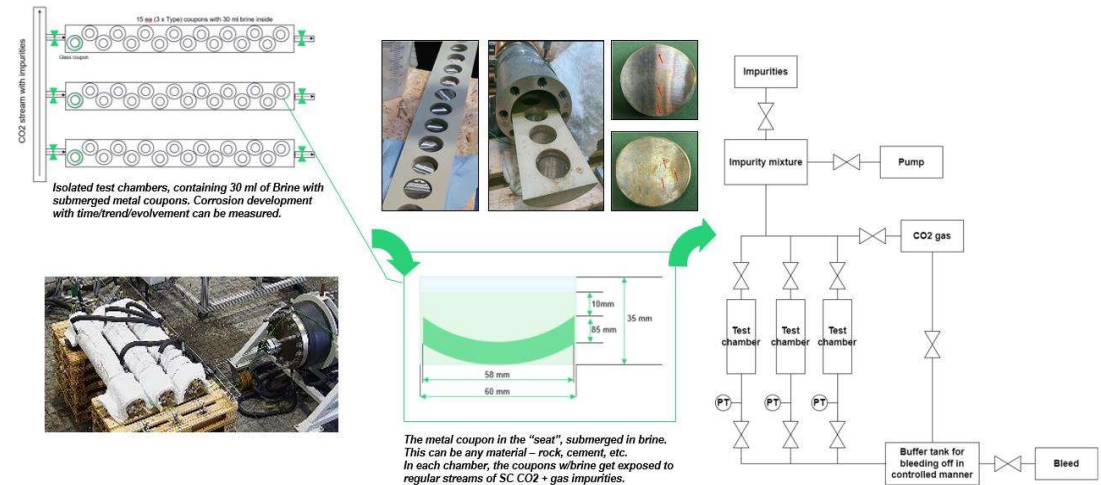 15 ea (3 x Type) coupons with 30 ml brine inside
Glass coupon
CO2 stream with impurities
Isolated test chambers, containing 30 ml of Brine with
submerged metal coupons. Corrosion development
with time/trend/evolvement can be measured.
10mm
35 mm
85 mm
58 mm
60 mm
The metal coupon in the “seat”, submerged in brine.
This can be any material – rock, cement, etc.
In each chamber, the coupons w/brine get exposed to
regular streams of SC CO2 + gas impurities.
Impurities
Impurity mixture
Pump
CO2 gas
Test
chamber
Test
chamber
Test
chamber
PT
PT
PT
Buffer tank for
bleeding off in
controlled manner
Bleed